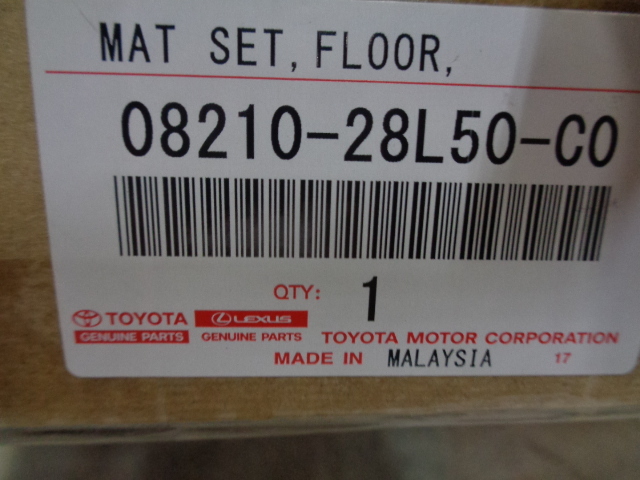 MAT SET, FLOOR,
08210-28L50-C0
QTY: 1
TOYOTA LEXUS
GENUINE PARTS GENUINE PARTS TOYOTA MOTOR CORPORATION
MADE IN MALAYSIA 17